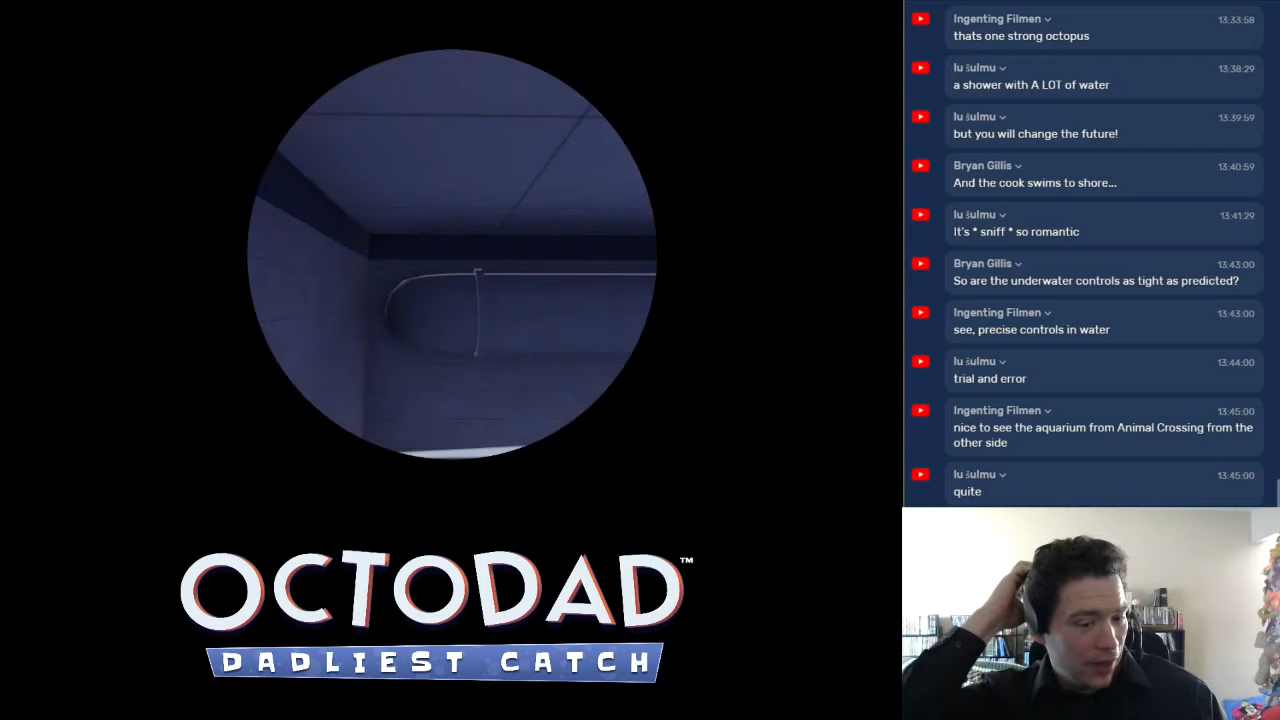 Ingenting Filmen 13:33:58
thats one strong octopus
lu šulmu 13:38:29
a shower with A LOT of water
lu šulmu 13:39:59
but you will change the future!
Bryan Gillis 13:40:59
And the cook swims to shore...
lu šulmu 13:41:29
It's * sniff * so romantic
Bryan Gillis 13:43:00
So are the underwater controls as tight as predicted?
Ingenting Filmen 13:43:00
see, precise controls in water
lu šulmu 13:44:00
trial and error
Ingenting Filmen 13:45:00
nice to see the aquarium from Animal Crossing from the
other side
lu šulmu 13:45:00
quite
OCTODAD™
DADLIEST CATCH